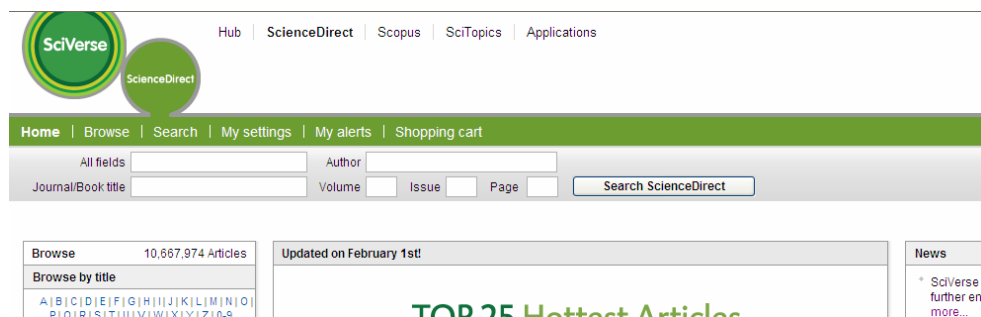 SciVerse
ScienceDirect
Hub | ScienceDirect | Scopus | SciTopics | Applications
Home | Browse | Search | My settings | My alerts | Shopping cart
All fields Author
Journal/Book title Volume Issue Page Search ScienceDirect
Browse 10,667,974 Articles
Browse by title
A|B|C|D|E|F|G|H|I|J|K|L|M|N|O|
P|Q|R|S|T|U|V|W|X|Y|Z|0-9
Updated on February 1st!
TOP 25 Hottest Articles
News
SciVerse
further en
more...